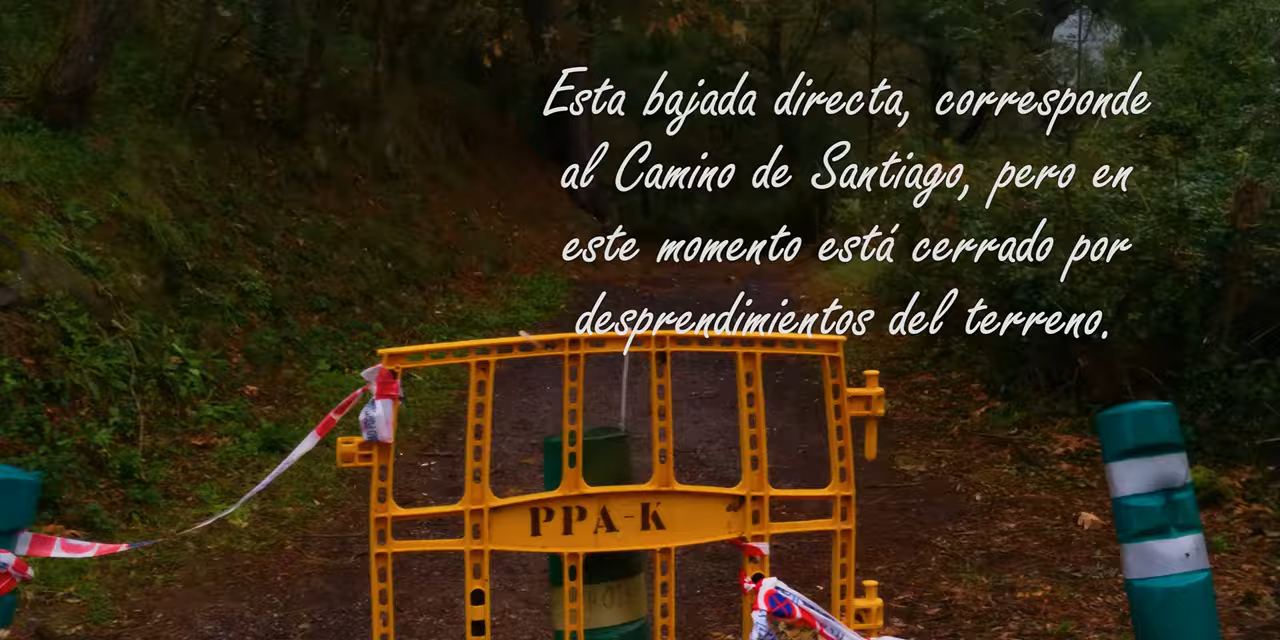 Esta bajada directa, corresponde
al Camino de Santiago, pero en
este momento está cerrado por
desprendimientos del terreno.
PPA-K